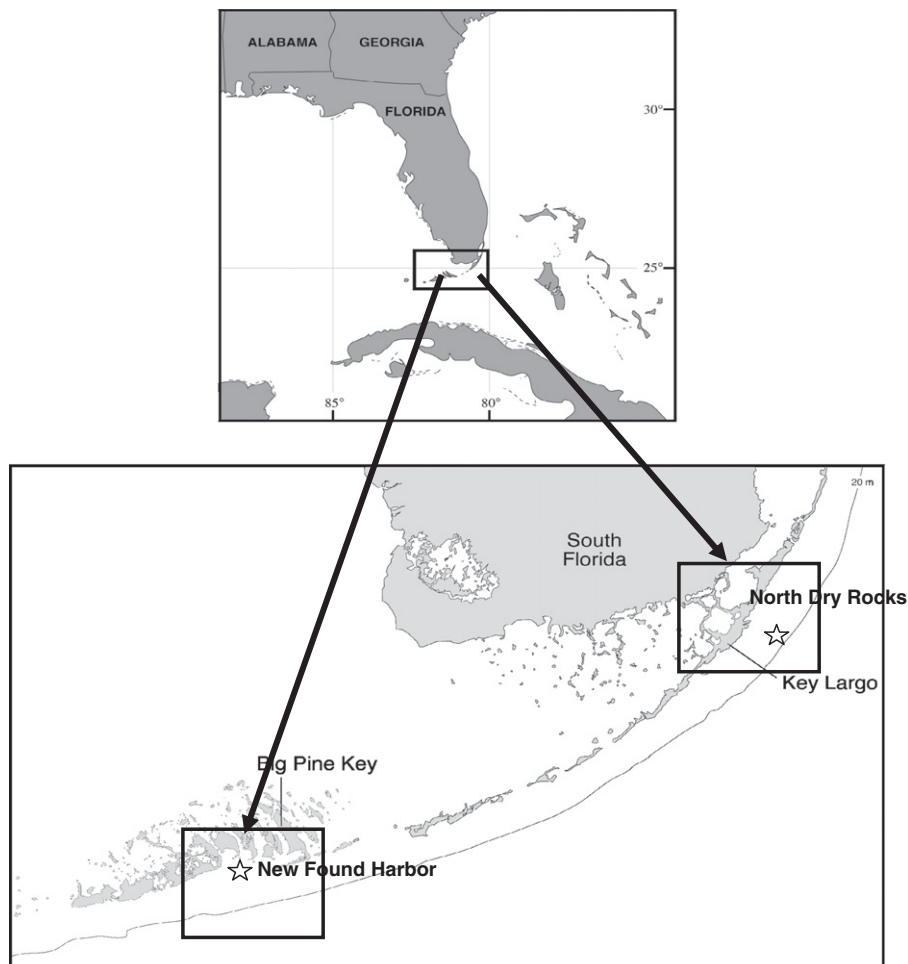 ALABAMA
GEORGIA
FLORIDA
30°
25°
85°
80°
20 m
South
Florida
North Dry Rocks
Key Largo
Big Pine Key
New Found Harbor